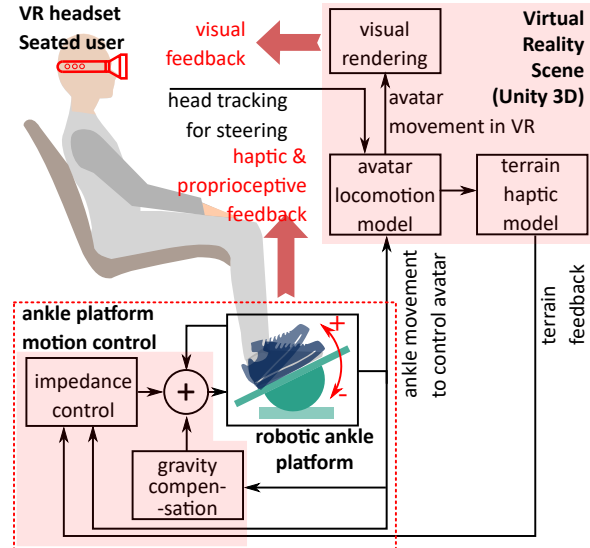 VR headset
Seated user
visual
feedback
visual
rendering
Virtual
Reality
Scene
(Unity 3D)
head tracking
for steering
avatar
movement in VR
haptic &
proprioceptive
feedback
avatar
locomotion
model
terrain
haptic
model
ankle movement
to control avatar
terrain
feedback
ankle platform
motion control
impedance
control
+
+
-
robotic ankle
platform
gravity
compen-
-sation